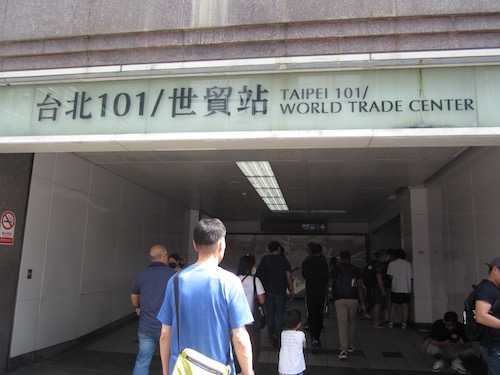 台北101/世貿站
TAIPEI 101/
WORLD TRADE CENTER